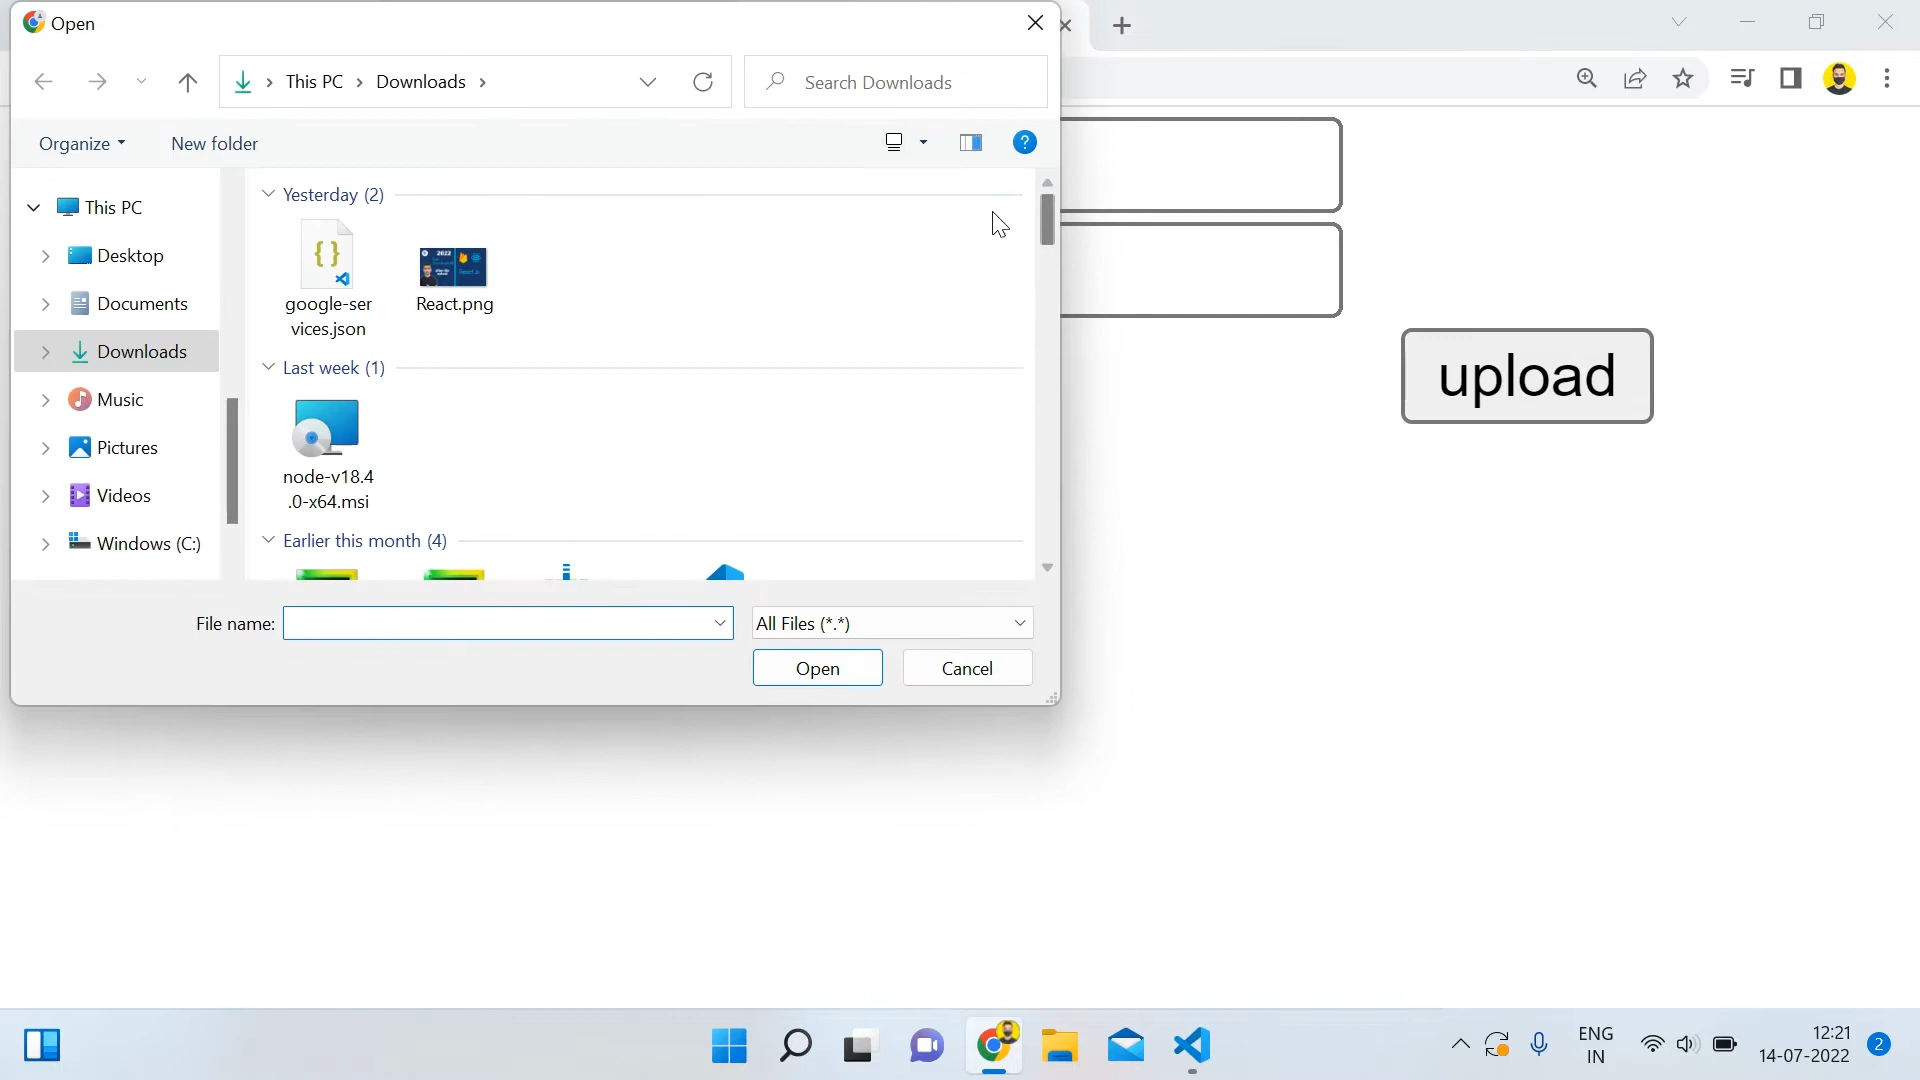 Open
This PC
Downloads
Search Downloads
Organize
New folder
This PC
Desktop
Documents
Downloads
Music
Pictures
Videos
Windows (C:)
Yesterday (2)
google-ser
vices.json
React.png
Last week (1)
node-v18.4
.0-x64.msi
Earlier this month (4)
File name:
All Files (*.*)
Open
Cancel
upload
ENG
IN
12:21
14-07-2022
2